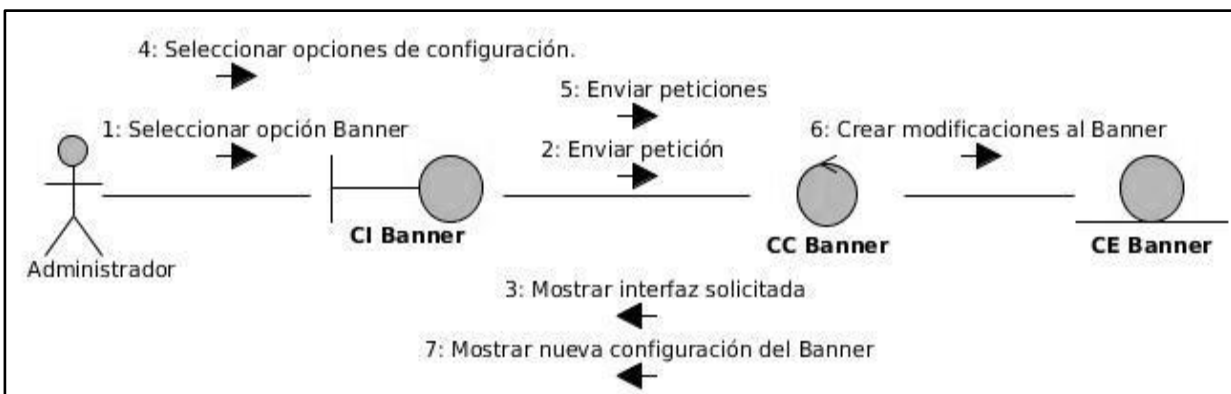 4: Seleccionar opciones de configuración.
5: Enviar peticiones
1: Seleccionar opción Banner
6: Crear modificaciones al Banner
2: Enviar petición
CI Banner
CC Banner
CE Banner
Administrador
3: Mostrar interfaz solicitada
7: Mostrar nueva configuración del Banner